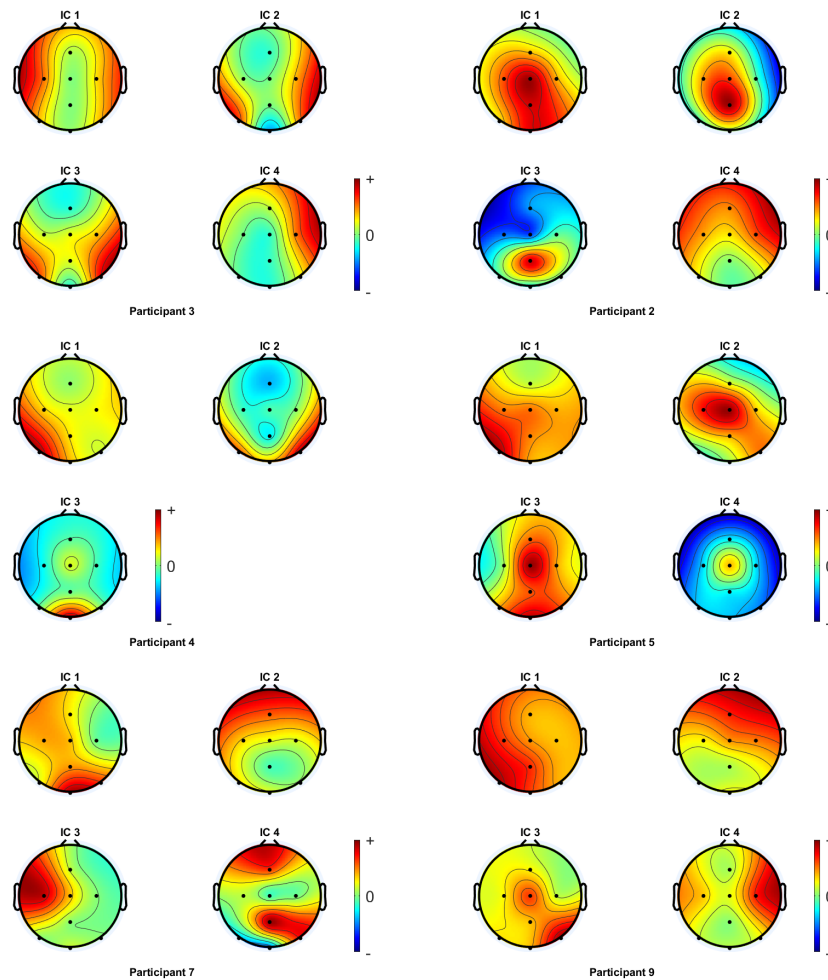 IC 1 IC 2 IC 1 IC 2
IC 3 IC 4 IC 3 IC 4
+ +
0 0
- -
Participant 3 Participant 2
IC 1 IC 2 IC 1 IC 2
IC 3 IC 3 IC 4
+ +
0 0
- -
Participant 4 Participant 5
IC 1 IC 2 IC 1 IC 2
IC 3 IC 4 IC 3 IC 4
+ +
0 0
- -
Participant 7 Participant 9